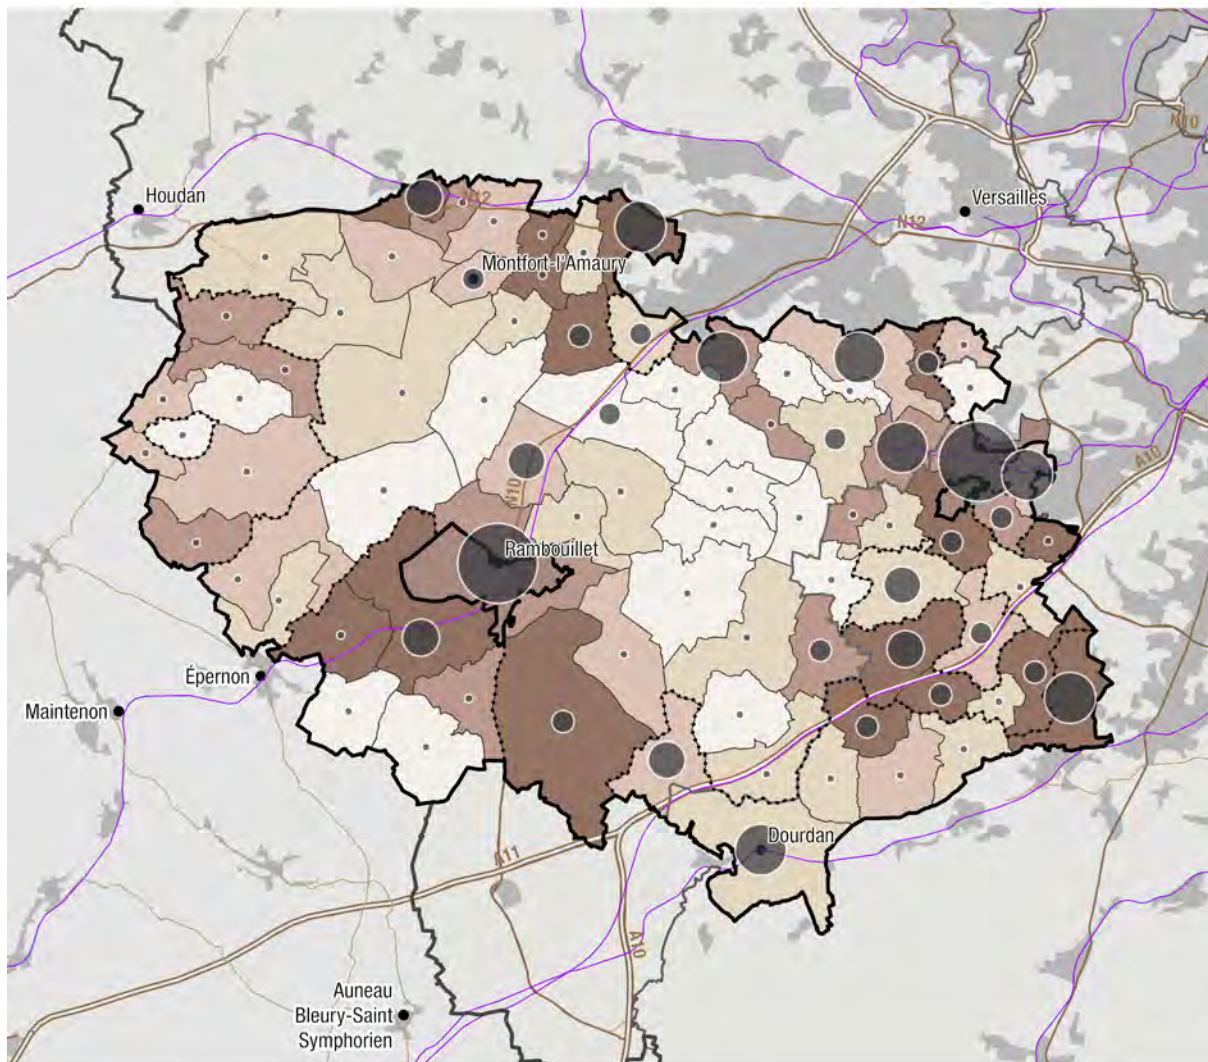 N10
Houdan
N12
Versailles
N12
Montfort-l'Amaury
A10
N10
Rambouillet
Épernon
Maintenon
Dourdan
A11
A10
Auneau
Bleury-Saint
Symphorien